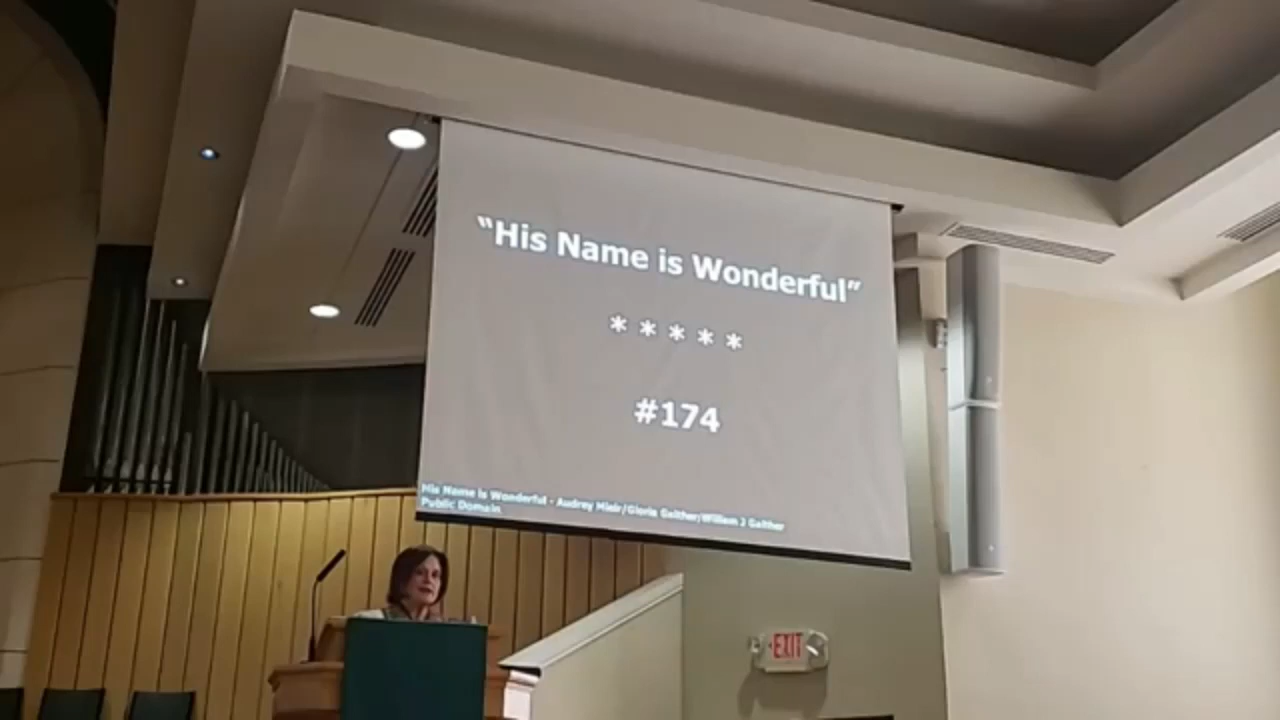 “His Name is Wonderful”
* * * * *
#174
His Name is Wonderful - Audrey Mieir/Gloria Gaither/William J Gaither
Public Domain
EXIT